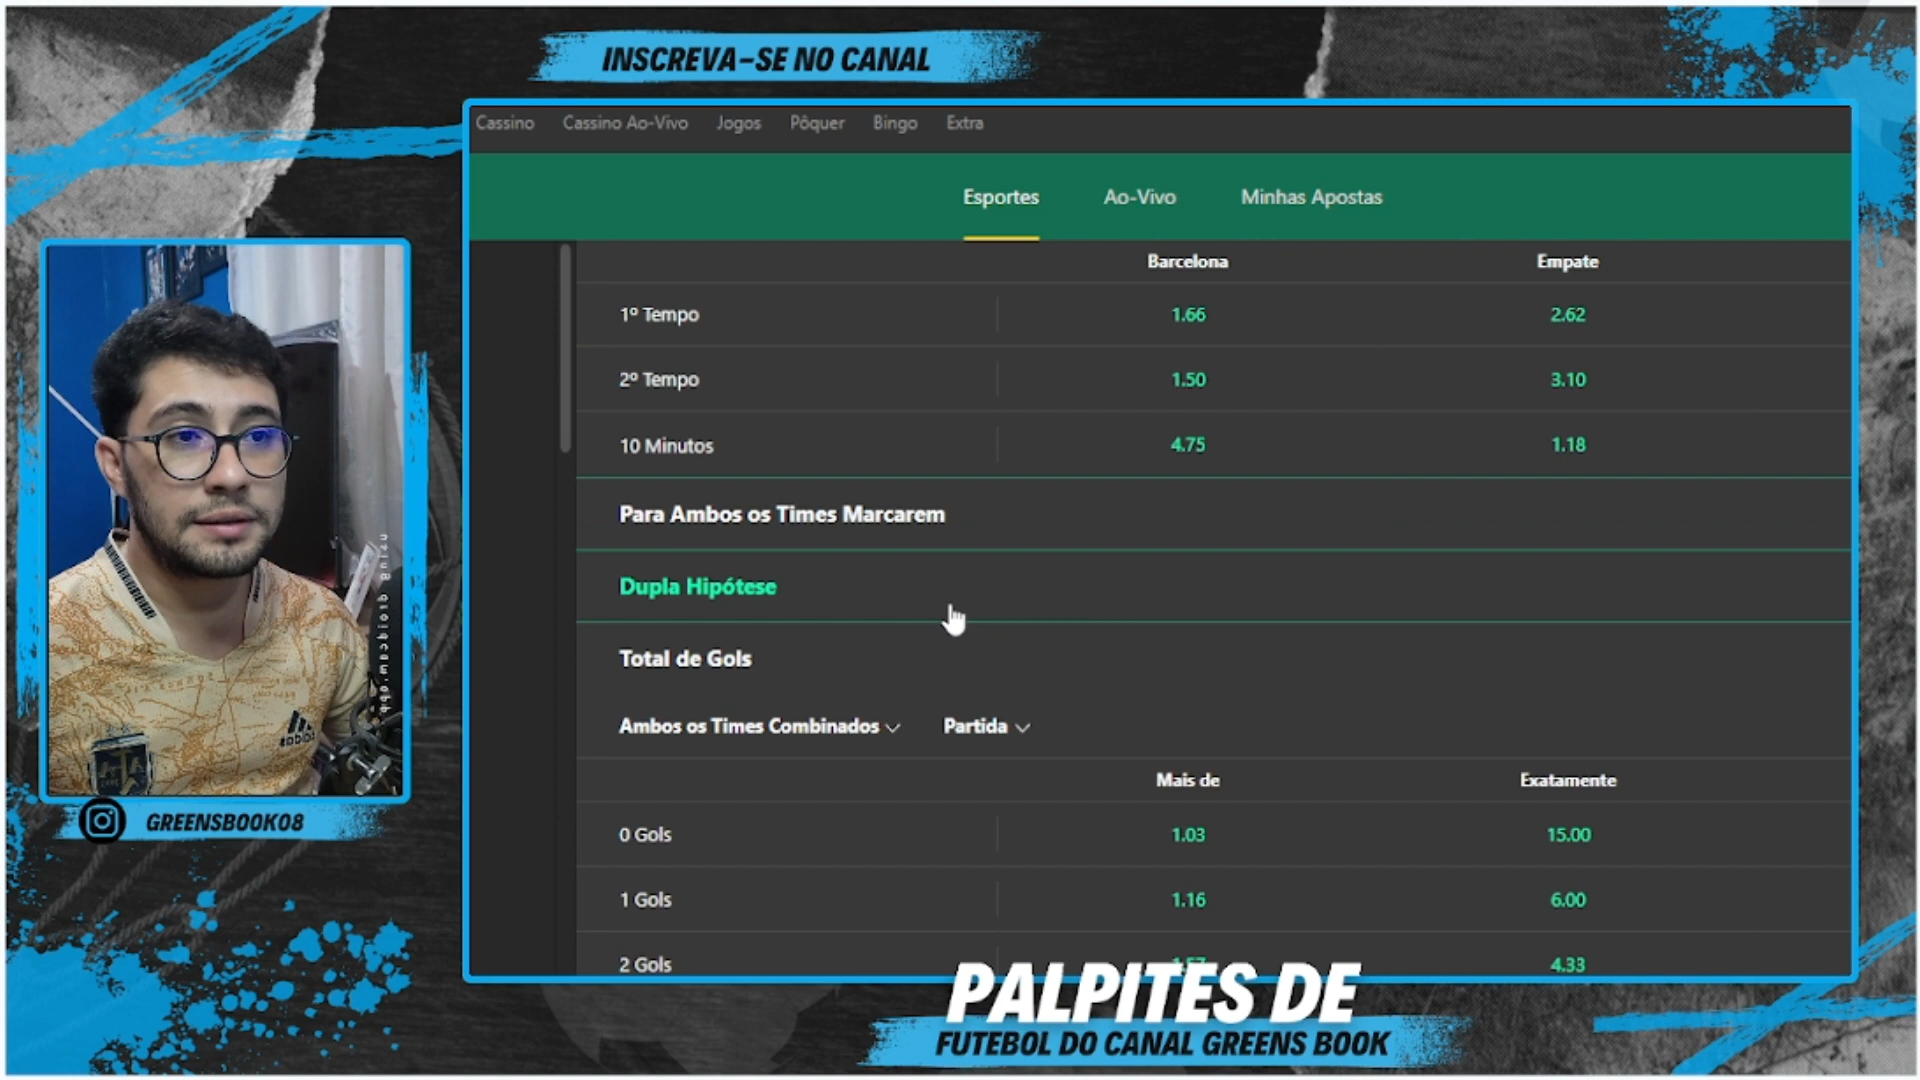 INSCREVA-SE NO CANAL
Cassino Cassino Ao-Vivo Jogos Pôquer Bingo Extra
Esportes Ao-Vivo Minhas Apostas
Barcelona Empate
1º Tempo 1.66 2.62
2º Tempo 1.50 3.10
10 Minutos 4.75 1.18
Para Ambos os Times Marcarem
Dupla Hipótese
Total de Gols
Ambos os Times Combinados Partida
Mais de Exatamente
0 Gols 1.03 15.00
1 Gols 1.16 6.00
2 Gols 4.33
adidas
GREENSBOOK08
PALPITES DE
FUTEBOL DO CANAL GREENS BOOK